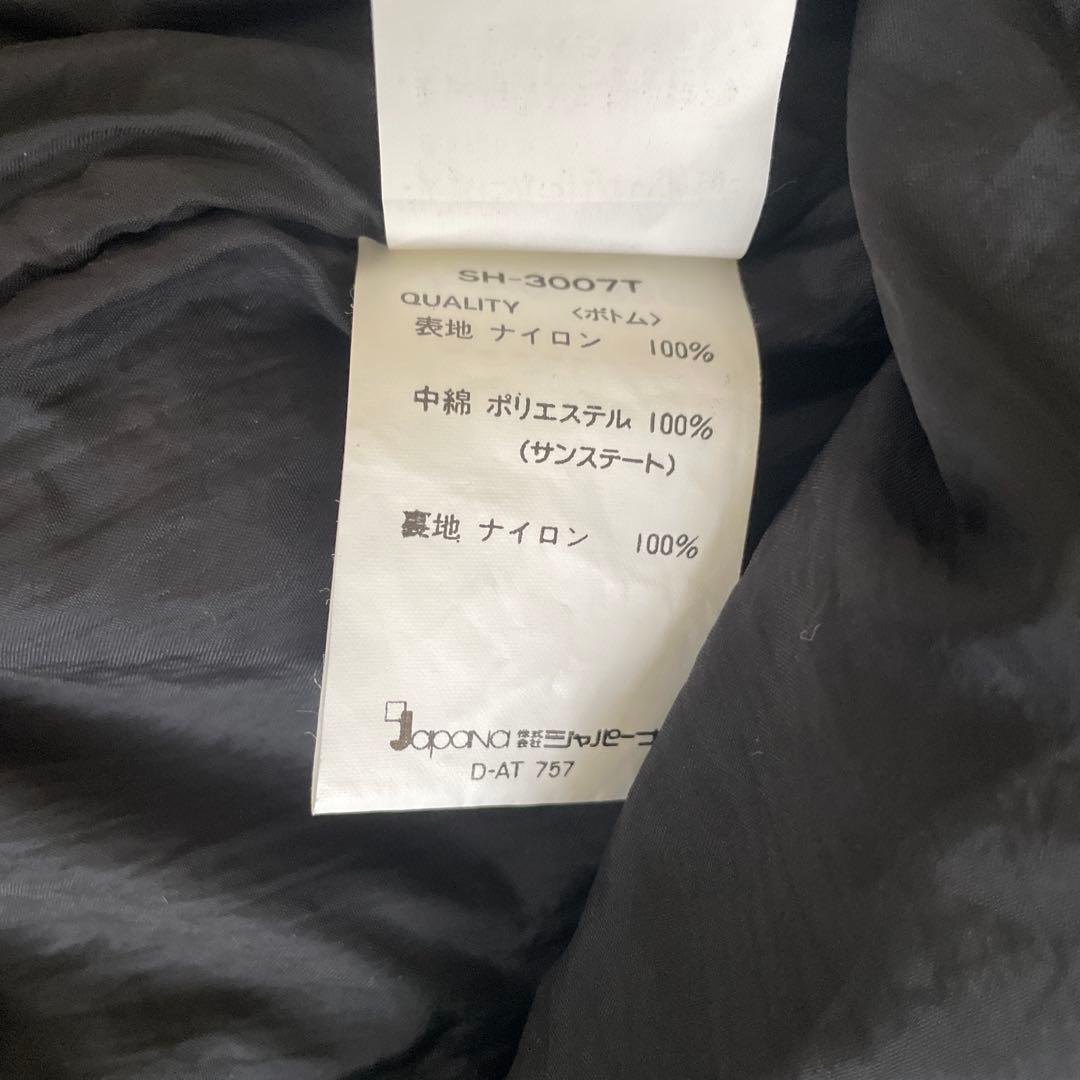 SH-3007T
QUALITY <ボトム>
表地 ナイロン 100%
中綿 ポリエステル 100%
(サンステート)
裏地 ナイロン 100%
Japana 株式会社ジャパーナ
D-AT 757